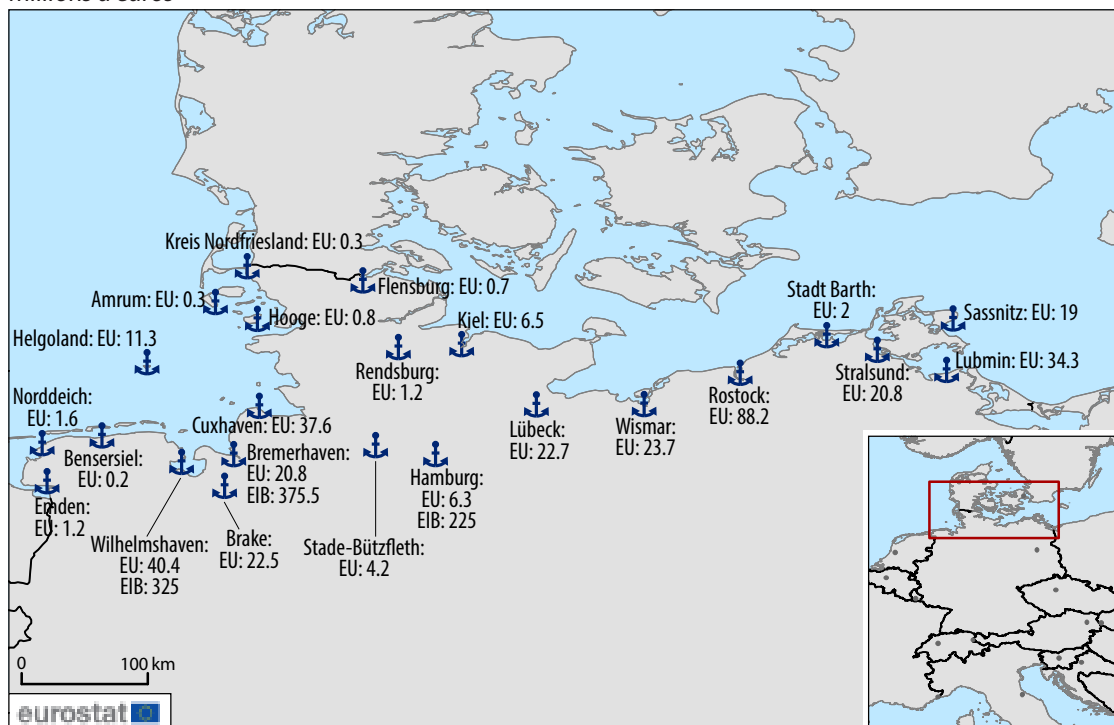 Kreis Nordfriesland: EU: 0.3
Flensburg: EU: 0.7
Amrum: EU: 0.3
Hooge: EU: 0.8
Kjel: EU: 6.5
Stadt Barth:
EU: 2
Sassnitz: EU: 19
Helgoland: EU: 11.3
Rendsburg:
EU: 1.2
Stralsund:
EU: 20.8
Lubmin: EU: 34.3
Norddeich:
EU: 1.6
Rostock:
EU: 88.2
Cuxhaven: EU: 37.6
Lübeck:
EU: 22.7
Wismar:
EU: 23.7
Bensersiel:
EU: 0.2
Bremerhaven:
EU: 20.8
EIB: 375.5
Hamburg:
EU: 6.3
EIB: 225
Emden:
EU: 1.2
Wilhelmshaven:
EU: 40.4
EIB: 325
Brake:
EU: 22.5
Stade-Bützfleth:
EU: 4.2
0 100 km
eurostat